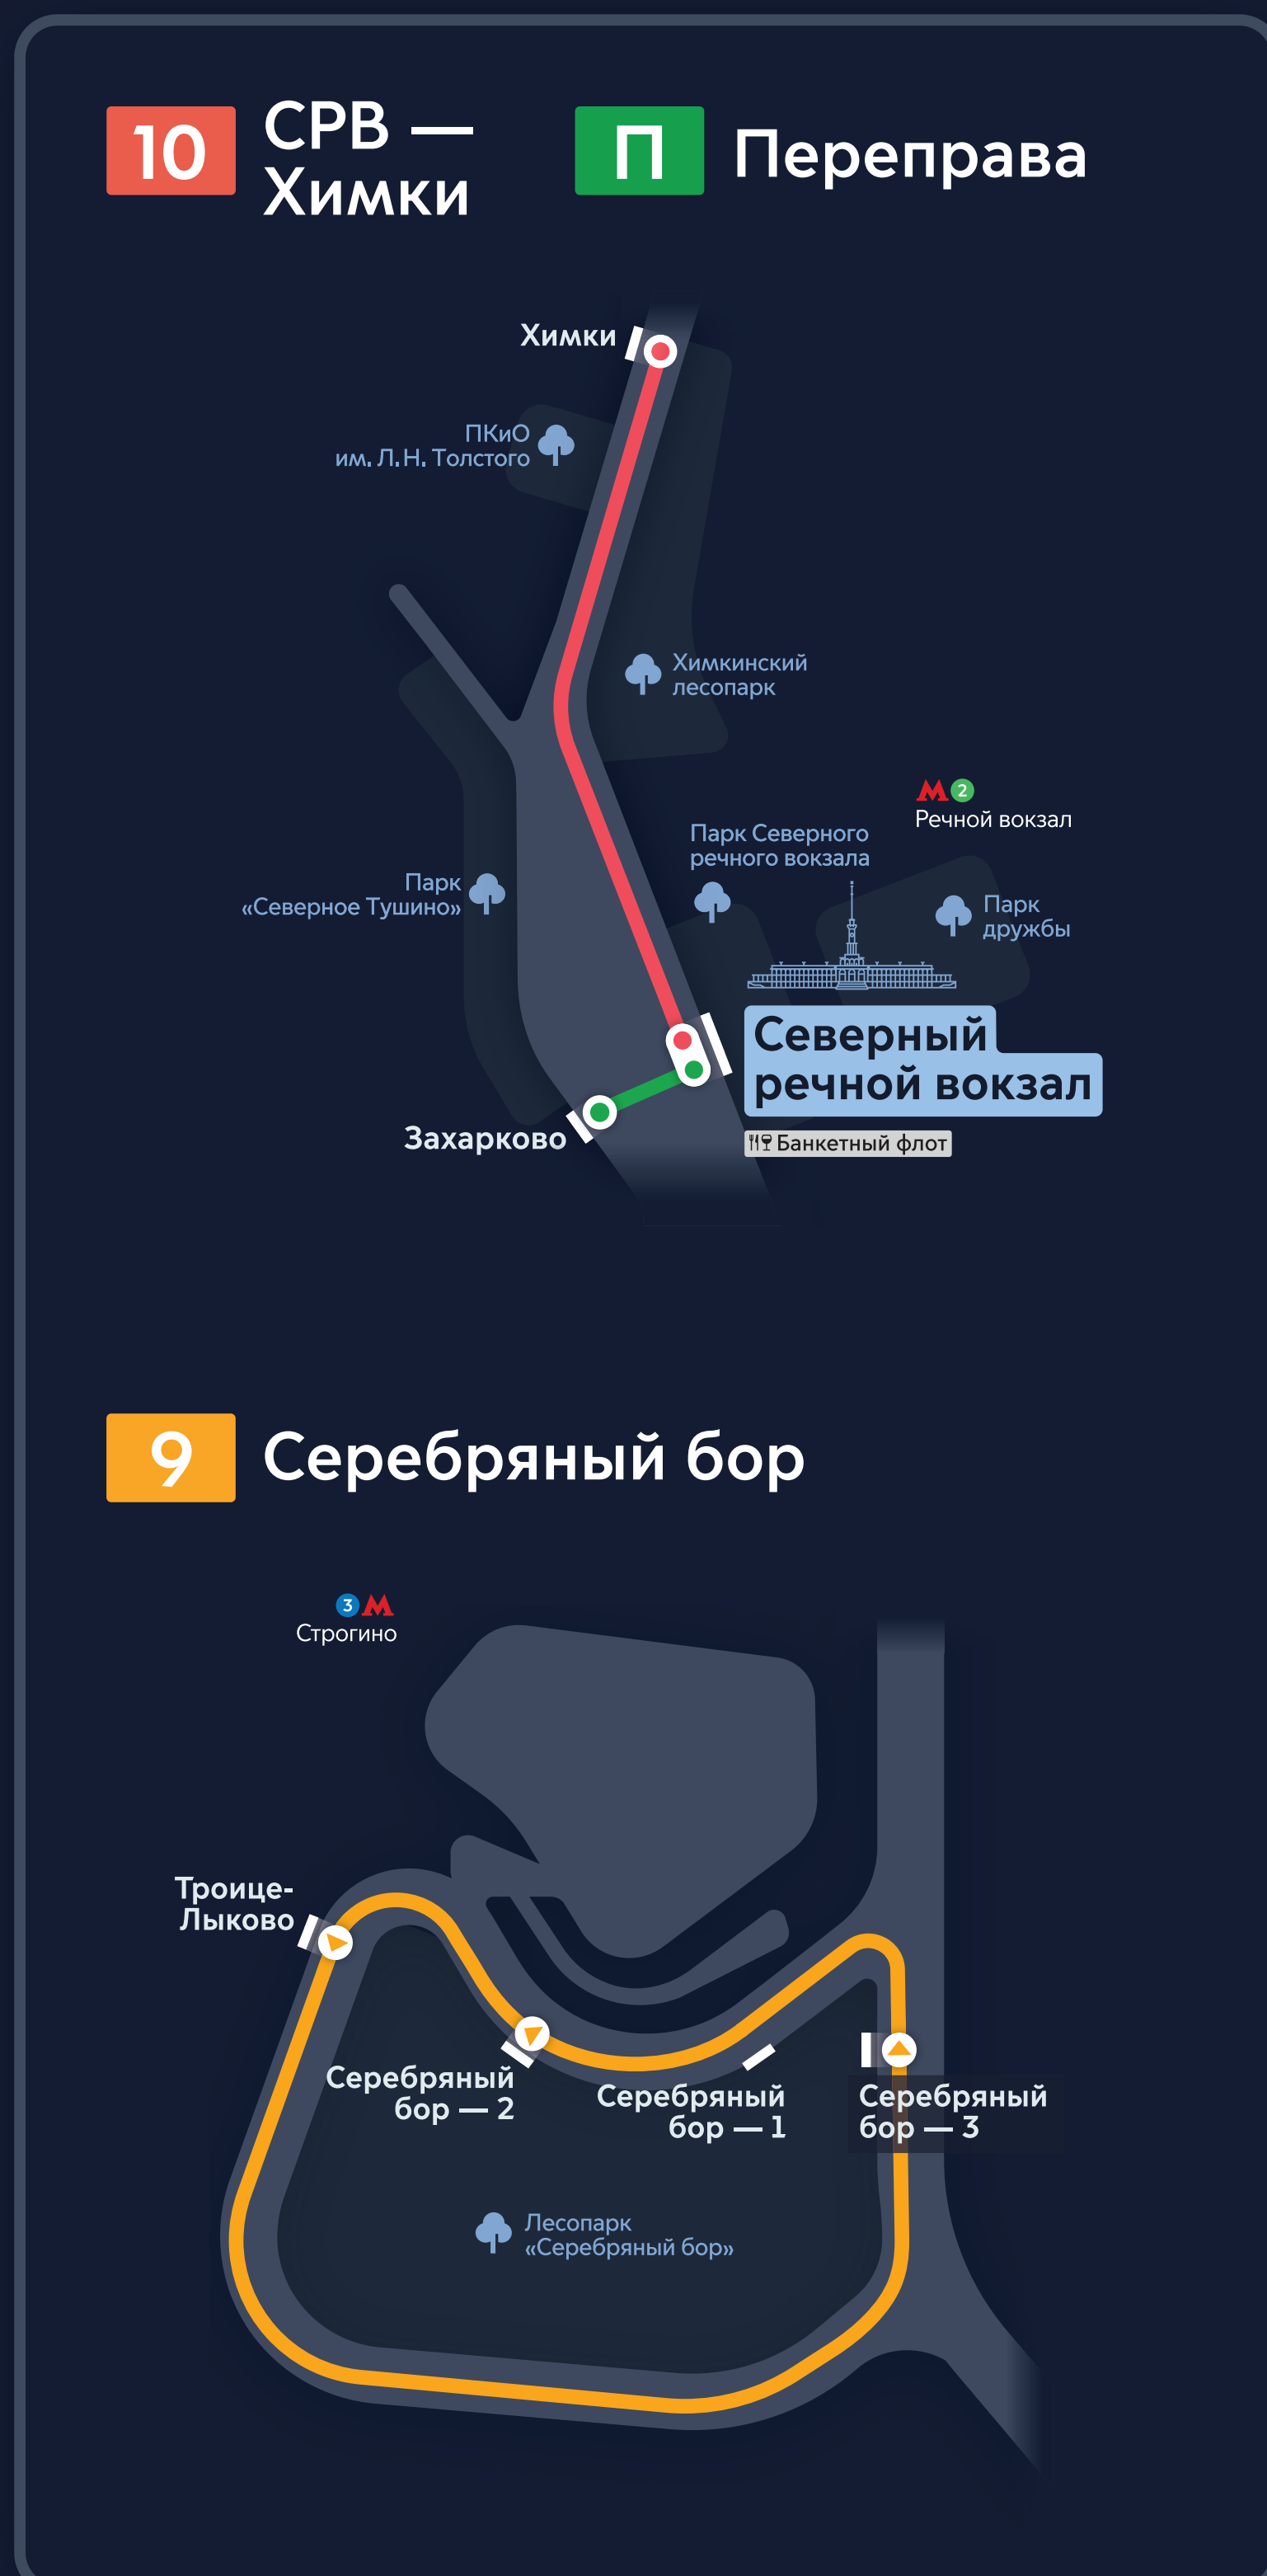 10
СРВ —
Химки
П
Переправа
Химки
ПКиО
им. Л.Н. Толстого
Химкинский
лесопарк
М 2
Речной вокзал
Парк Северного
речного вокзала
Парк
«Северное Тушино»
Парк
дружбы
Северный
речной вокзал
Захарково
Банкетный флот
9
Серебряный бор
3 М
Строгино
Троице-
Лыково
Серебряный
бор — 2
Серебряный
бор — 1
Серебряный
бор — 3
Лесопарк
«Серебряный бор»